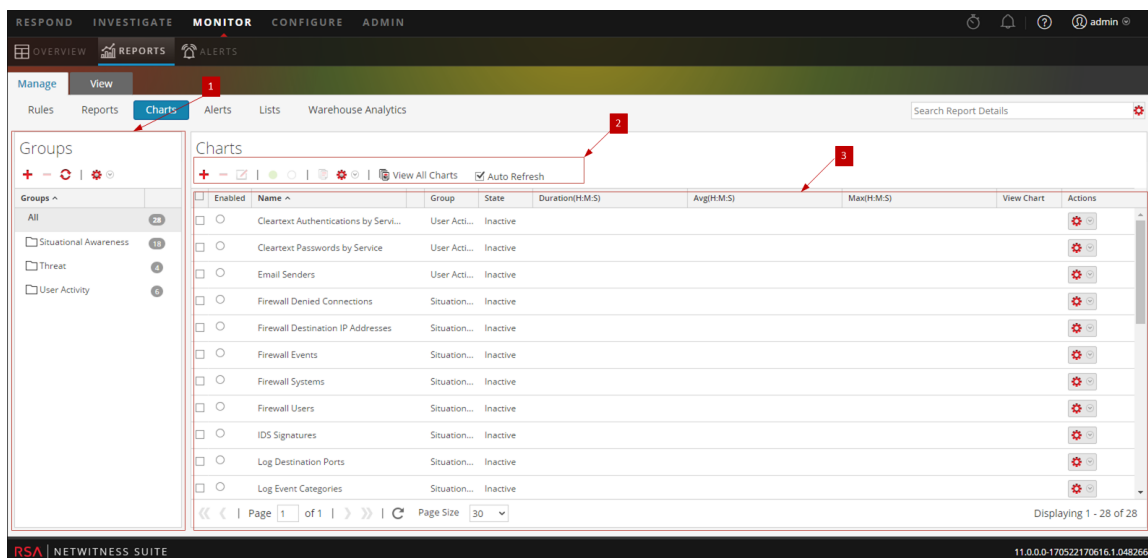 RESPOND INVESTIGATE MONITOR CONFIGURE ADMIN admin
OVERVIEW REPORTS ALERTS
Manage View
1
Rules Reports Charts Alerts Lists Warehouse Analytics Search Report Details
2
Groups
Charts
3
View All Charts Auto Refresh
Groups
Enabled Name Group State Duration(H:M:S) Avg(H:M:S) Max(H:M:S) View Chart Actions
All 28
Situational Awareness 18
Threat 4
User Activity 6
Cleartext Authentications by Servi... User Acti... Inactive
Cleartext Passwords by Service User Acti... Inactive
Email Senders User Acti... Inactive
Firewall Denied Connections Situation... Inactive
Firewall Destination IP Addresses Situation... Inactive
Firewall Events Situation... Inactive
Firewall Systems Situation... Inactive
Firewall Users Situation... Inactive
IDS Signatures Situation... Inactive
Log Destination Ports Situation... Inactive
Log Event Categories Situation... Inactive
Page 1 of 1 Page Size 30 Displaying 1 - 28 of 28
RSA NETWITNESS SUITE 11.0.0.0-170522170616.1.048265